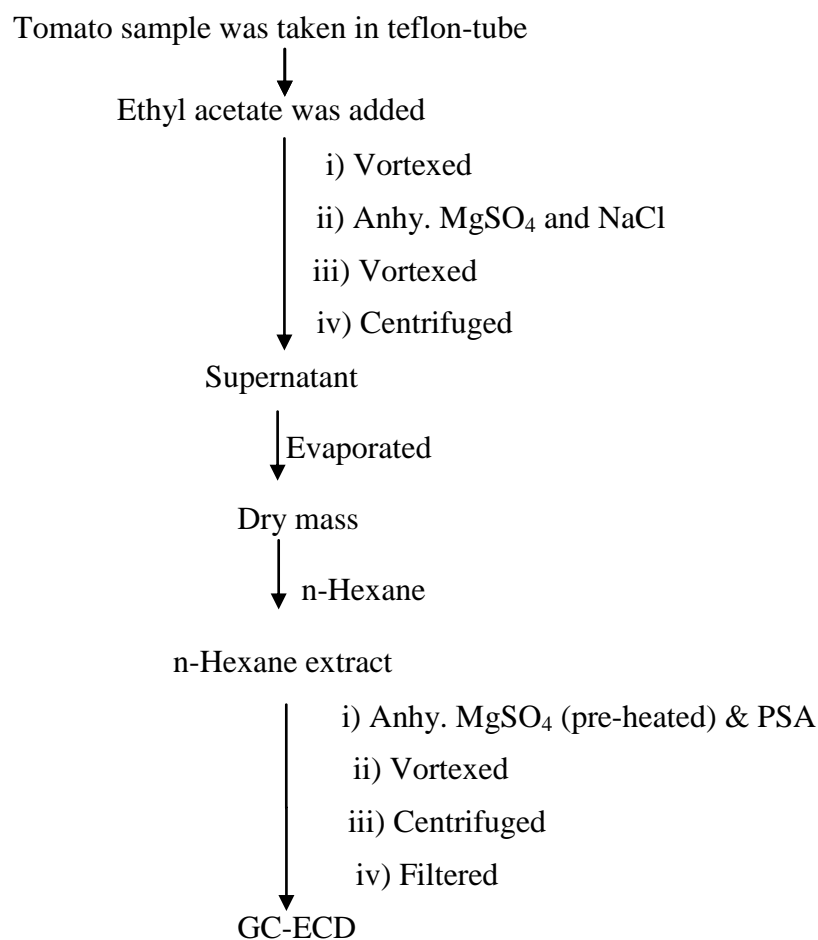 Tomato sample was taken in teflon-tube
Ethyl acetate was added
i) Vortexed
ii) Anhy. MgSO₄ and NaCl
iii) Vortexed
iv) Centrifuged
Supernatant
Evaporated
Dry mass
n-Hexane
n-Hexane extract
i) Anhy. MgSO₄ (pre-heated) & PSA
ii) Vortexed
iii) Centrifuged
iv) Filtered
GC-ECD